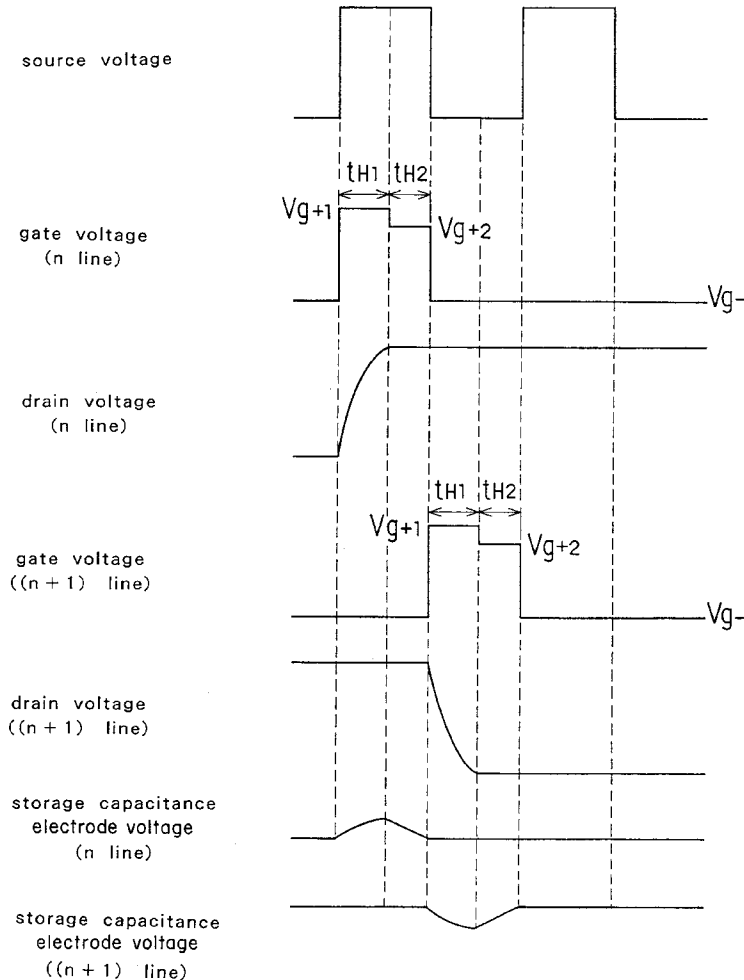 source voltage
tH1 tH2
Vg+1
Vg+2
gate voltage
(n line)
Vg-
drain voltage
(n line)
tH1 tH2
Vg+1
Vg+2
gate voltage
((n+1) line)
Vg-
drain voltage
((n+1) line)
storage capacitance
electrode voltage
(n line)
storage capacitance
electrode voltage
((n+1) line)